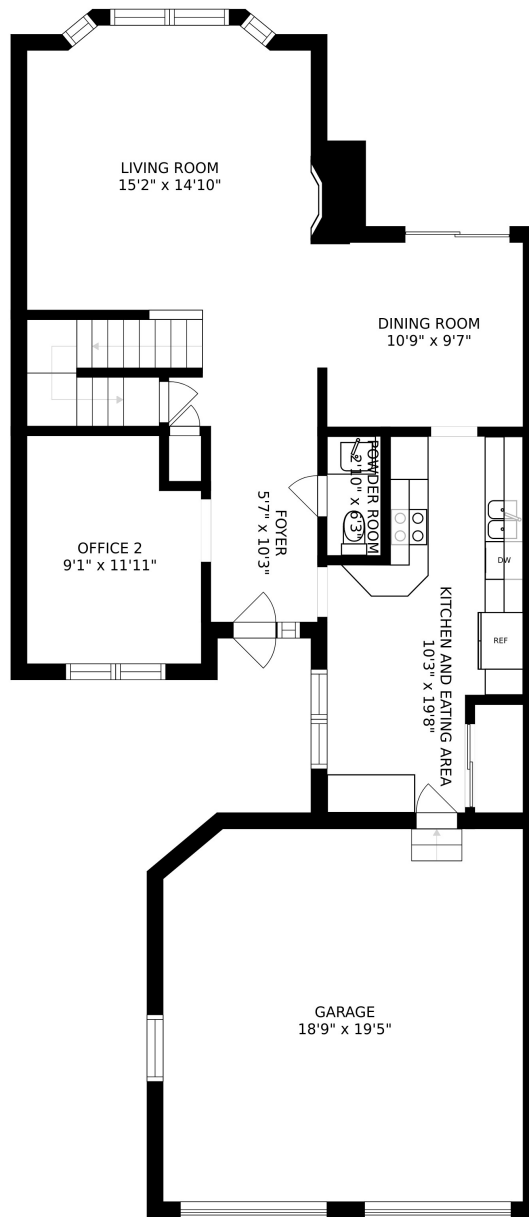 LIVING ROOM
15'2" x 14'10"
DINING ROOM
10'9" x 9'7"
POWDER ROOM
2'10" x 6'3"
FOYER
5'7" x 10'3"
OFFICE 2
9'1" x 11'11"
DW
REF
KITCHEN AND EATING AREA
10'3" x 19'8"
GARAGE
18'9" x 19'5"